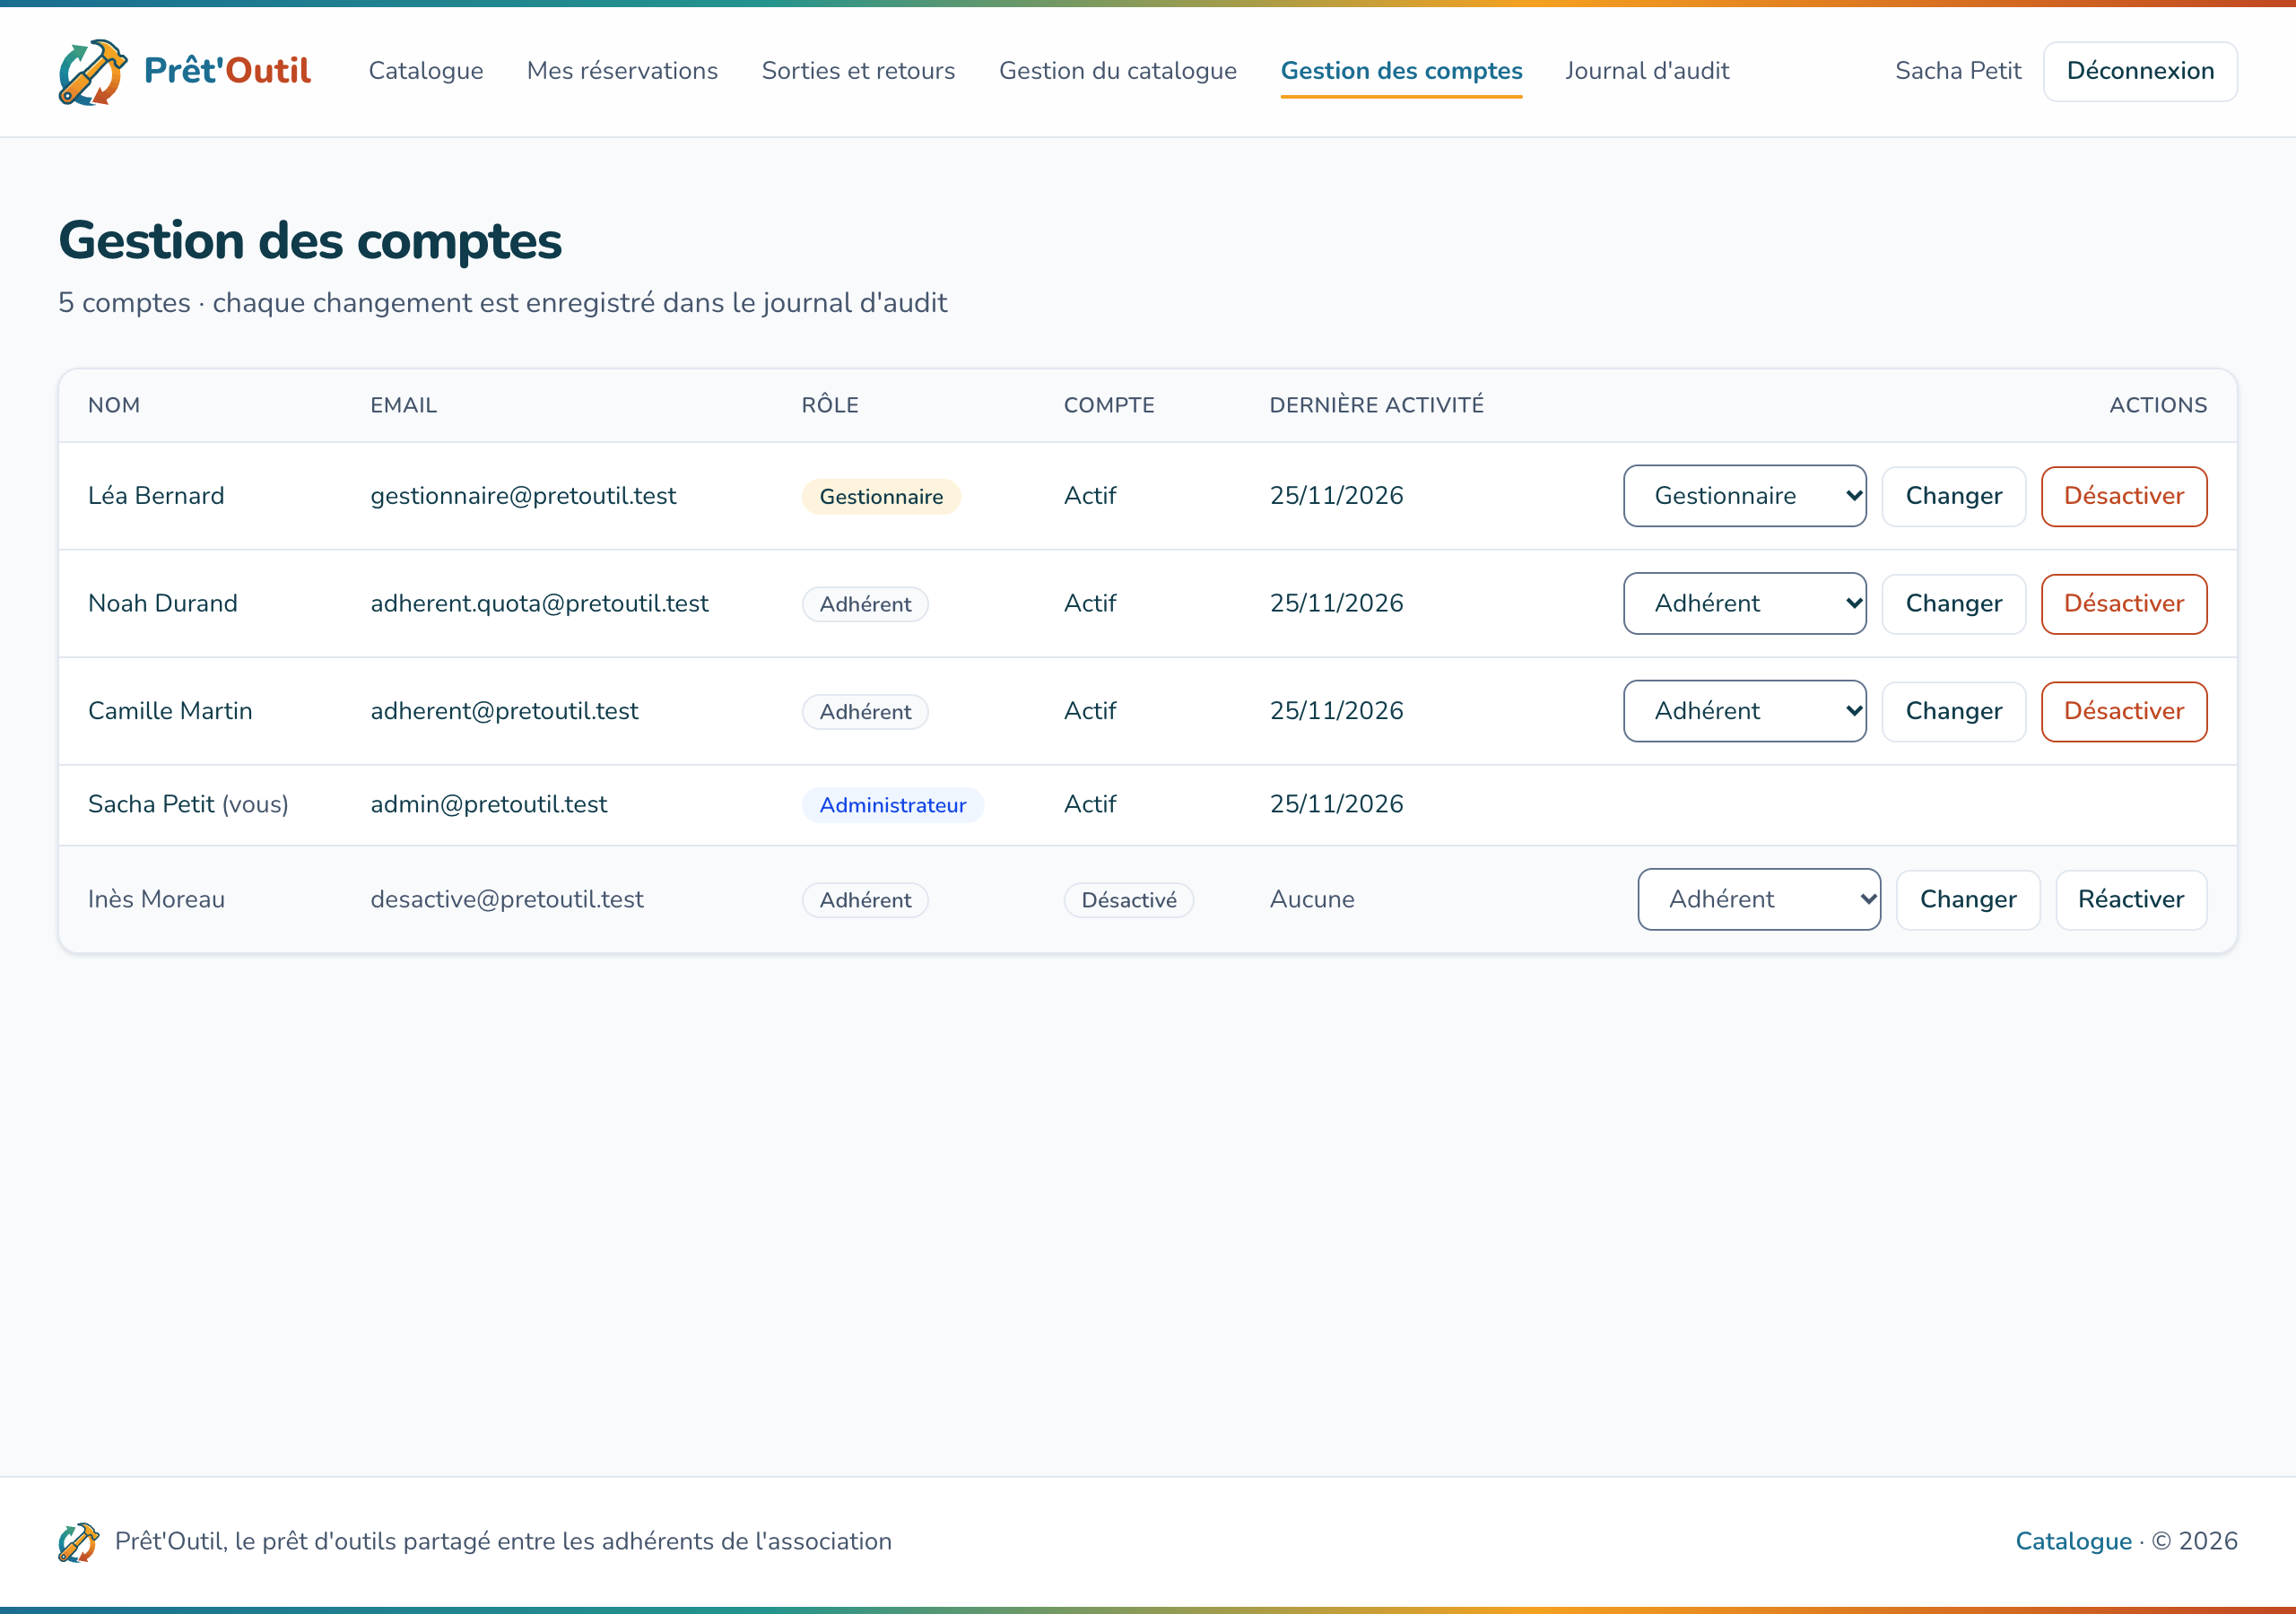 Prêt'Outil Catalogue Mes réservations Sorties et retours Gestion du catalogue Gestion des comptes Journal d'audit Sacha Petit Déconnexion
Gestion des comptes
5 comptes · chaque changement est enregistré dans le journal d'audit
NOM EMAIL RÔLE COMPTE DERNIÈRE ACTIVITÉ ACTIONS
Léa Bernard gestionnaire@pretoutil.test Gestionnaire Actif 25/11/2026 Gestionnaire Changer Désactiver
Noah Durand adherent.quota@pretoutil.test Adhérent Actif 25/11/2026 Adhérent Changer Désactiver
Camille Martin adherent@pretoutil.test Adhérent Actif 25/11/2026 Adhérent Changer Désactiver
Sacha Petit (vous) admin@pretoutil.test Administrateur Actif 25/11/2026
Inès Moreau desactive@pretoutil.test Adhérent Désactivé Aucune Adhérent Changer Réactiver
Prêt'Outil, le prêt d'outils partagé entre les adhérents de l'association Catalogue · © 2026